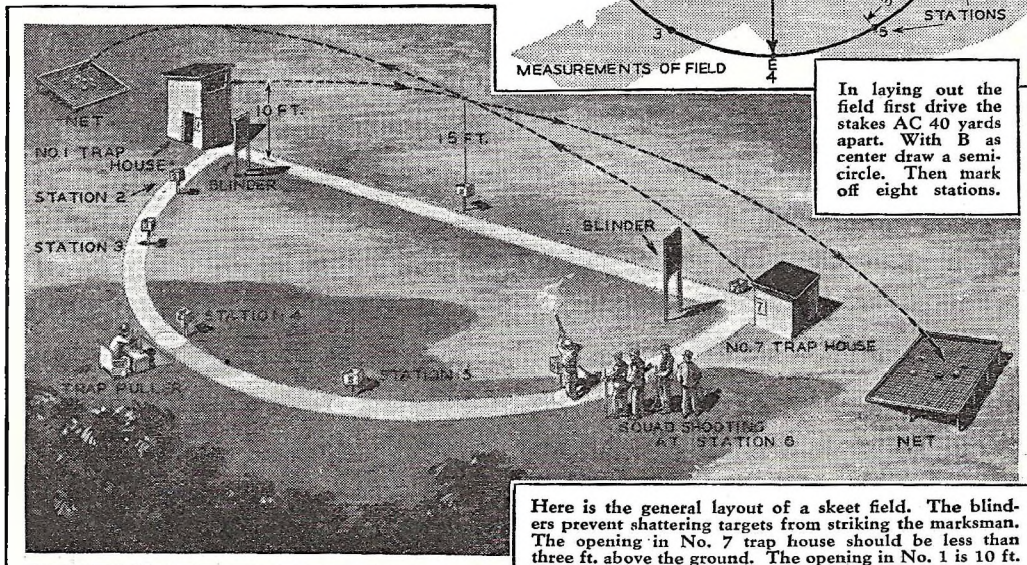 STATIONS
3
5
MEASUREMENTS OF FIELD
E
4
In laying out the
field first drive the
stakes AC 40 yards
apart. With B as
center draw a semi-
circle. Then mark
off eight stations.
NET
10 FT.
15 FT.
NO. 1 TRAP
HOUSE
BLINDER
STATION 2
STATION 3
BLINDER
7
STATION 4
NO. 7 TRAP HOUSE
TRAP PULLER
STATION 5
SQUAD SHOOTING
AT STATION 6
NET
Here is the general layout of a skeet field. The blind-
ers prevent shattering targets from striking the marksman.
The opening in No. 7 trap house should be less than
three ft. above the ground. The opening in No. 1 is 10 ft.